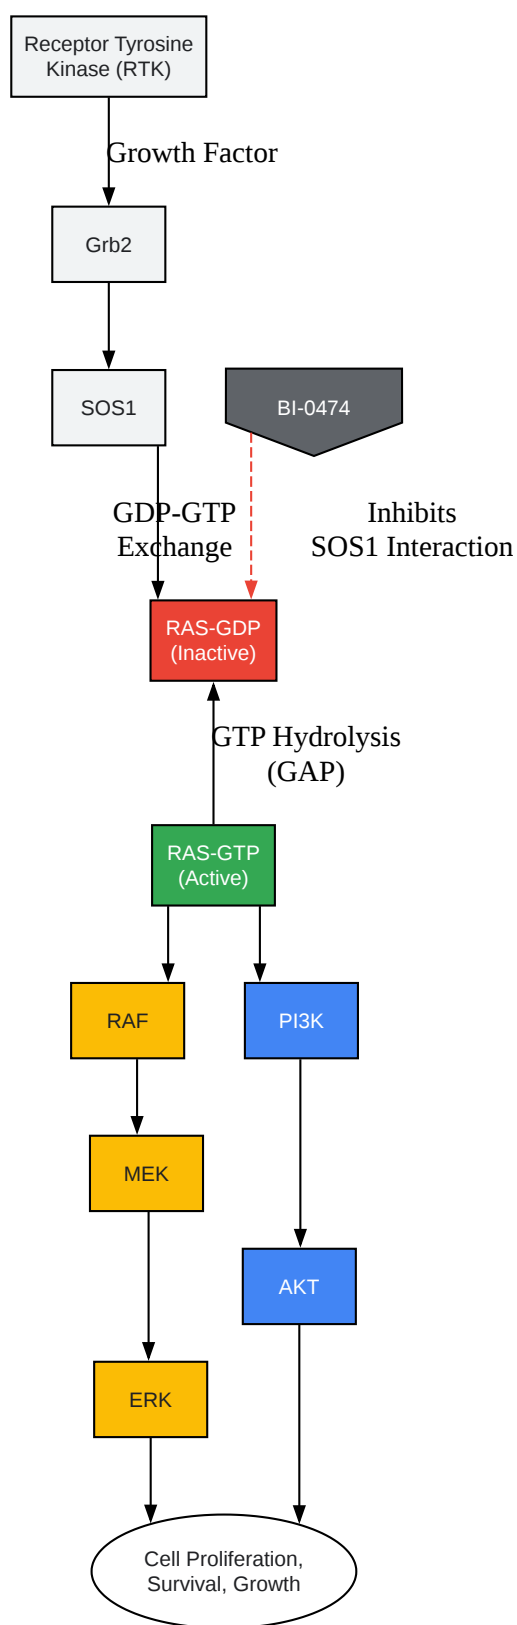 Receptor Tyrosine
Kinase (RTK)
Growth Factor
Grb2
SOS1
BI-0474
GDP-GTP
Exchange
Inhibits
SOS1 Interaction
RAS-GDP
(Inactive)
GTP Hydrolysis
(GAP)
RAS-GTP
(Active)
RAF
PI3K
MEK
AKT
ERK
Cell Proliferation,
Survival, Growth